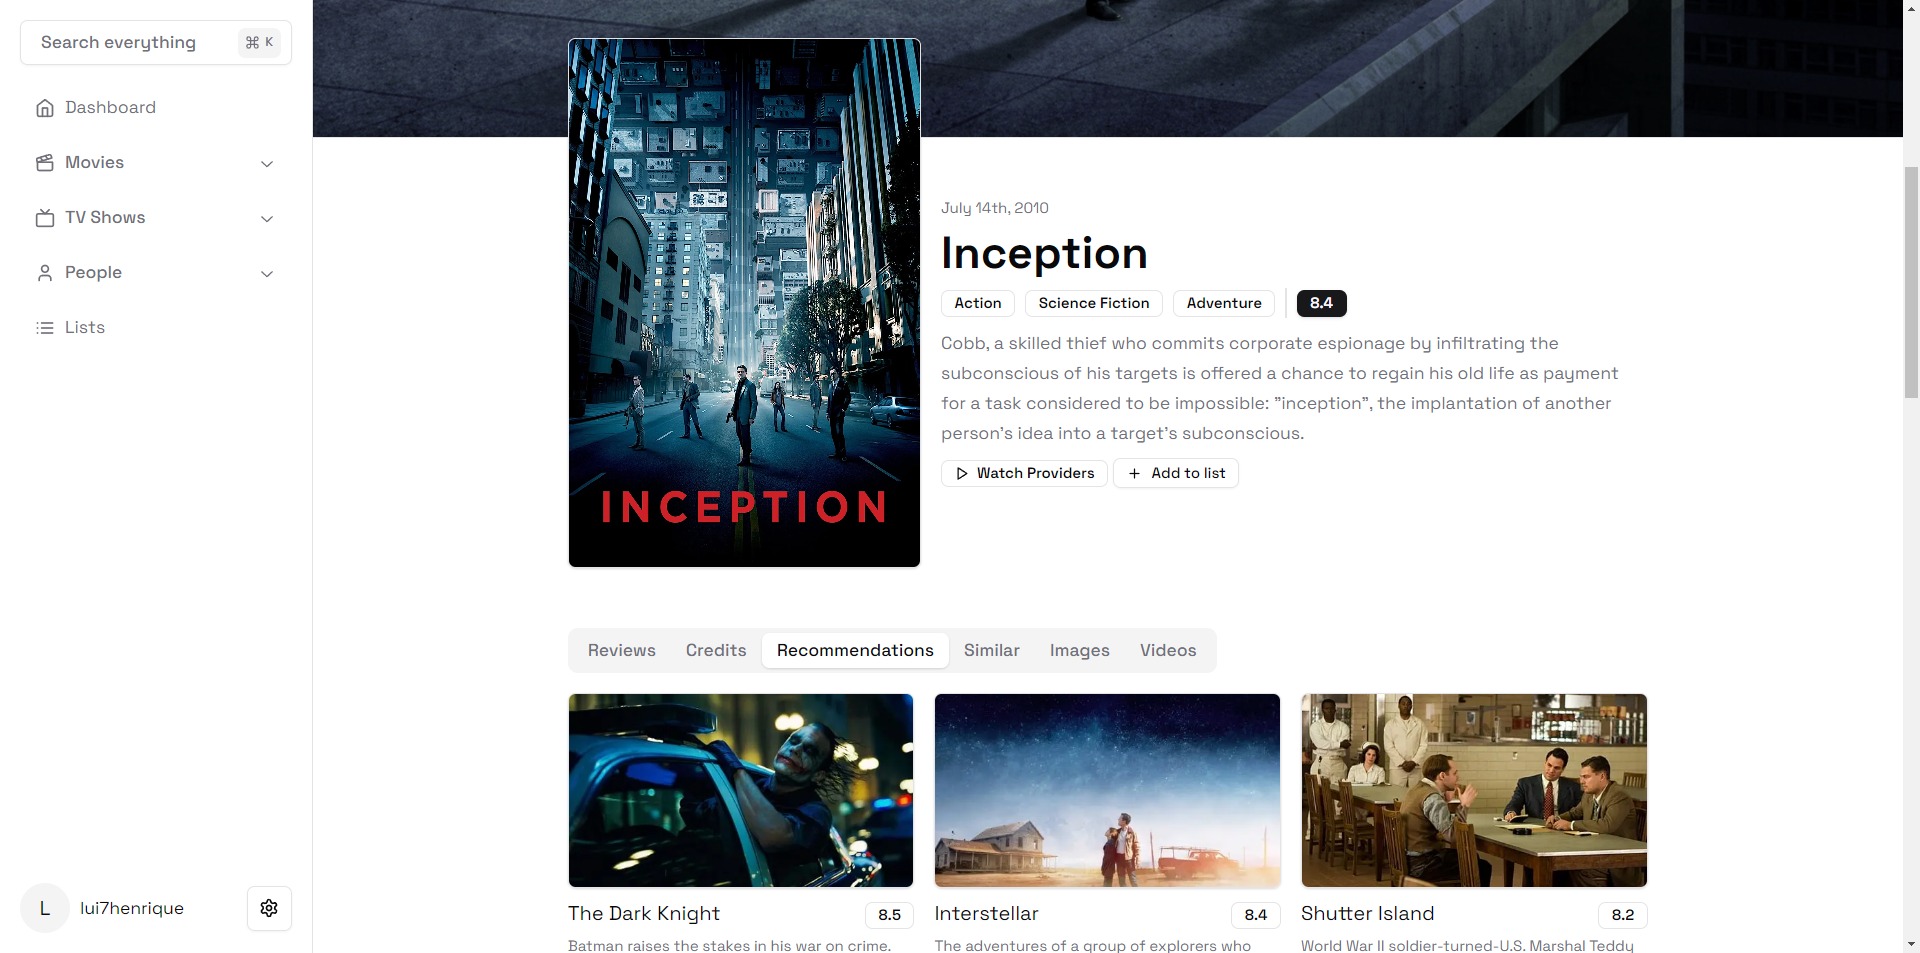 Search everything
⌘ K
Dashboard
Movies
TV Shows
People
Lists
L
lui7henrique
INCEPTION
July 14th, 2010
Inception
Action
Science Fiction
Adventure
8.4
Cobb, a skilled thief who commits corporate espionage by infiltrating the
subconscious of his targets is offered a chance to regain his old life as payment
for a task considered to be impossible: "inception", the implantation of another
person's idea into a target's subconscious.
Watch Providers
Add to list
Reviews
Credits
Recommendations
Similar
Images
Videos
The Dark Knight
8.5
Batman raises the stakes in his war on crime.
Interstellar
8.4
The adventures of a group of explorers who
Shutter Island
8.2
World War II soldier-turned-U.S. Marshal Teddy